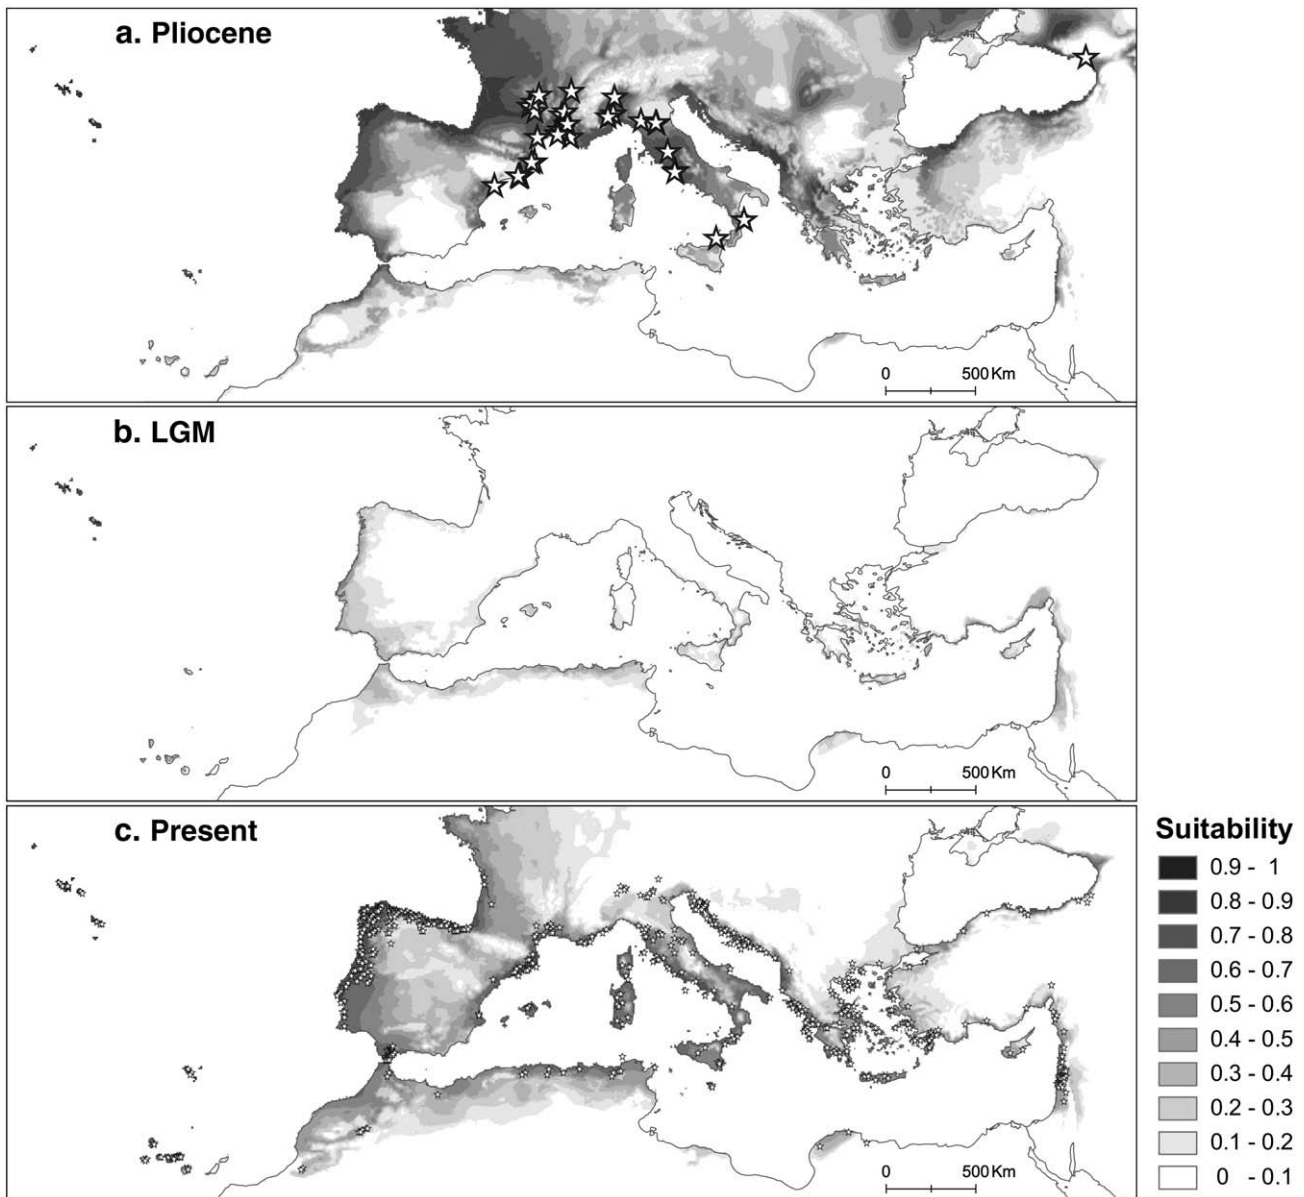 a. Pliocene
0 500 Km
b. LGM
0 500 Km
c. Present
0 500 Km
Suitability
0.9 - 1
0.8 - 0.9
0.7 - 0.8
0.6 - 0.7
0.5 - 0.6
0.4 - 0.5
0.3 - 0.4
0.2 - 0.3
0.1 - 0.2
0 - 0.1